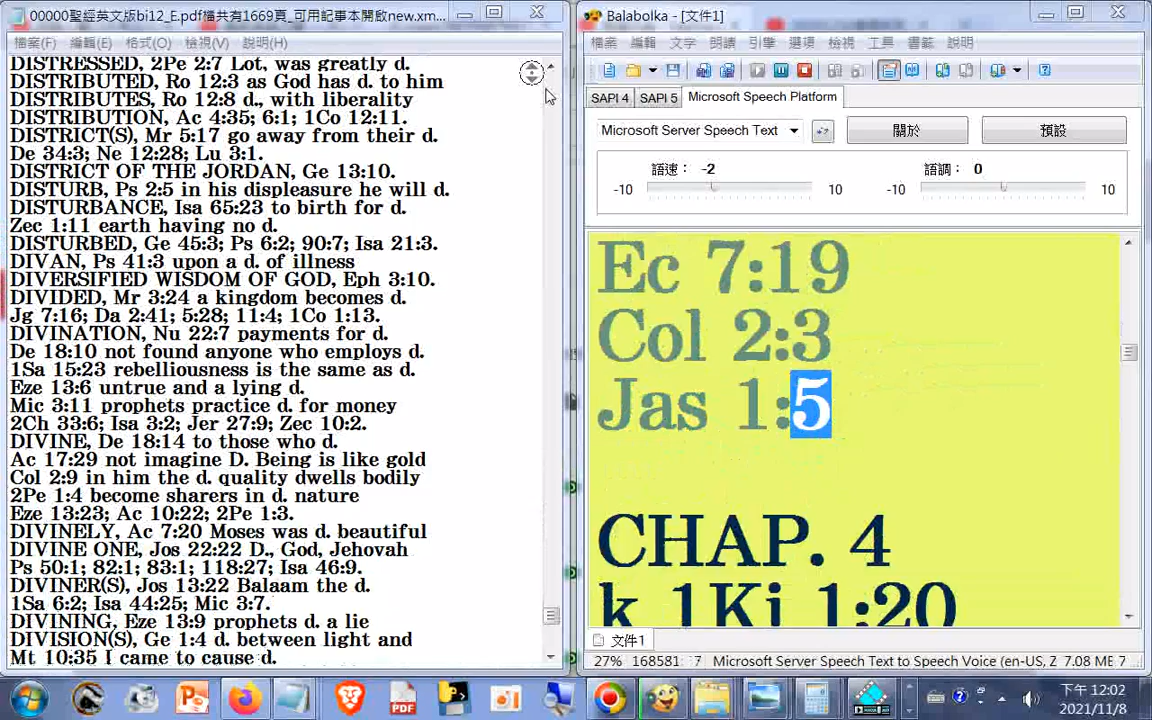 00000聖經英文版bi12_E.pdf檔共有1669頁_可用記事本開啟new.xm...
檔案(F) 編輯(E) 格式(O) 檢視(V) 說明(H)
DISTRESSED, 2Pe 2:7 Lot, was greatly d.
DISTRIBUTED, Ro 12:3 as God has d. to him
DISTRIBUTES, Ro 12:8 d., with liberality
DISTRIBUTION, Ac 4:35; 6:1; 1Co 12:11.
DISTRICT(S), Mr 5:17 go away from their d.
De 34:3; Ne 12:28; Lu 3:1.
DISTRICT OF THE JORDAN, Ge 13:10.
DISTURB, Ps 2:5 in his displeasure he will d.
DISTURBANCE, Isa 65:23 to birth for d.
Zec 1:11 earth having no d.
DISTURBED, Ge 45:3; Ps 6:2; 90:7; Isa 21:3.
DIVAN, Ps 41:3 upon a d. of illness
DIVERSIFIED WISDOM OF GOD, Eph 3:10.
DIVIDED, Mr 3:24 a kingdom becomes d.
Jg 7:16; Da 2:41; 5:28; 11:4; 1Co 1:13.
DIVINATION, Nu 22:7 payments for d.
De 18:10 not found anyone who employs d.
1Sa 15:23 rebelliousness is the same as d.
Eze 13:6 untrue and a lying d.
Mic 3:11 prophets practice d. for money
2Ch 33:6; Isa 3:2; Jer 27:9; Zec 10:2.
DIVINE, De 18:14 to those who d.
Ac 17:29 not imagine D. Being is like gold
Col 2:9 in him the d. quality dwells bodily
2Pe 1:4 become sharers in d. nature
Eze 13:23; Ac 10:22; 2Pe 1:3.
DIVINELY, Ac 7:20 Moses was d. beautiful
DIVINE ONE, Jos 22:22 D., God, Jehovah
Ps 50:1; 82:1; 83:1; 118:27; Isa 46:9.
DIVINER(S), Jos 13:22 Balaam the d.
1Sa 6:2; Isa 44:25; Mic 3:7.
DIVINING, Eze 13:9 prophets d. a lie
DIVISION(S), Ge 1:4 d. between light and
Mt 10:35 I came to cause d.
Balabolka - [文件1]
檔案 編輯 文字 朗讀 引擎 選項 檢視 工具 書籤 說明
SAPI 4 SAPI 5 Microsoft Speech Platform
Microsoft Server Speech Text 關於 預設
語速： -2 語調： 0
-10 10 -10 10
Ec 7:19
Col 2:3
Jas 1:5
CHAP. 4
k 1Ki 1:20
文件1
27% 168581: 7 Microsoft Server Speech Text to Speech Voice (en-US, Z 7.08 MB 7
下午 12:02
2021/11/8